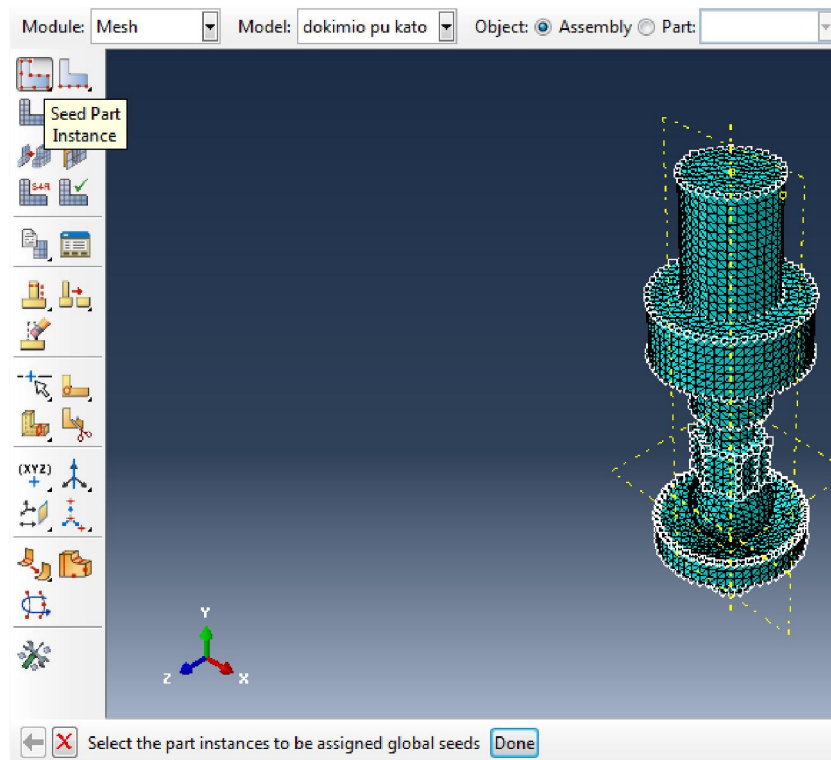 Module: Mesh Model: dokimio pu kato Object: Assembly Part:
Seed Part
Instance
S4R
(XYZ)
Y
Z X
Select the part instances to be assigned global seeds Done